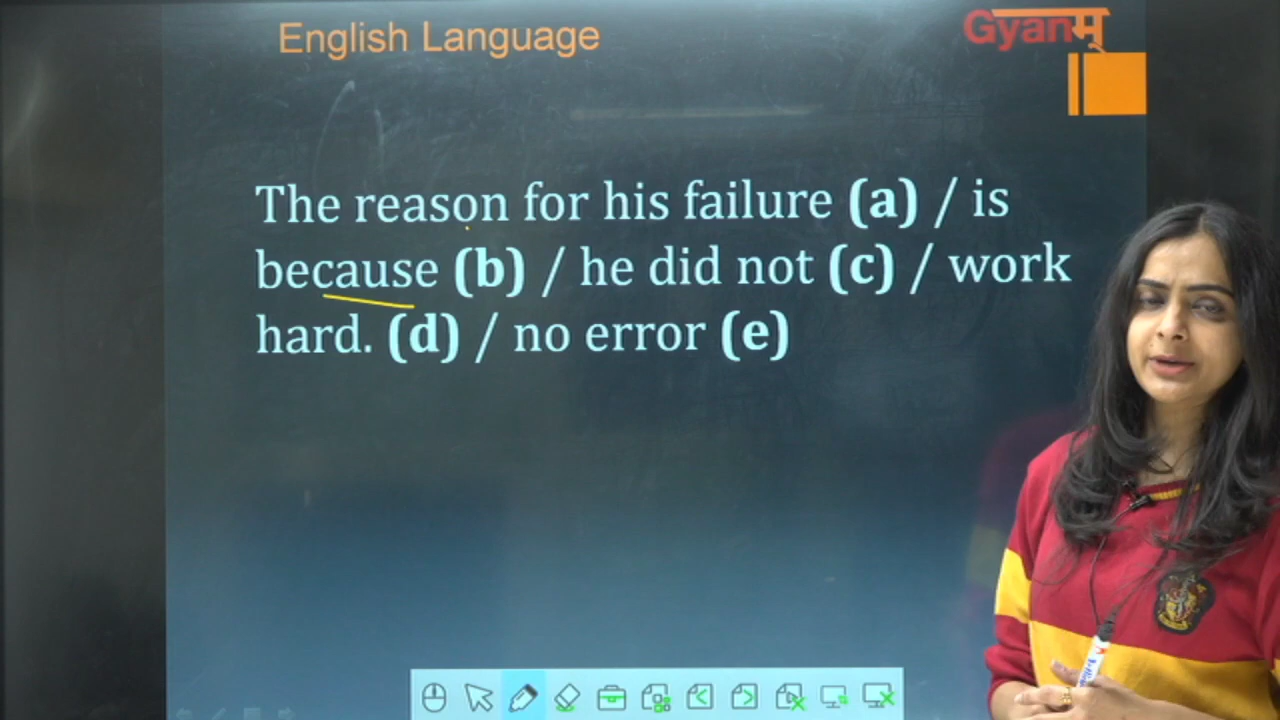 English Language
Gyanम्
The reason for his failure (a) / is
because (b) / he did not (c) / work
hard. (d) / no error (e)